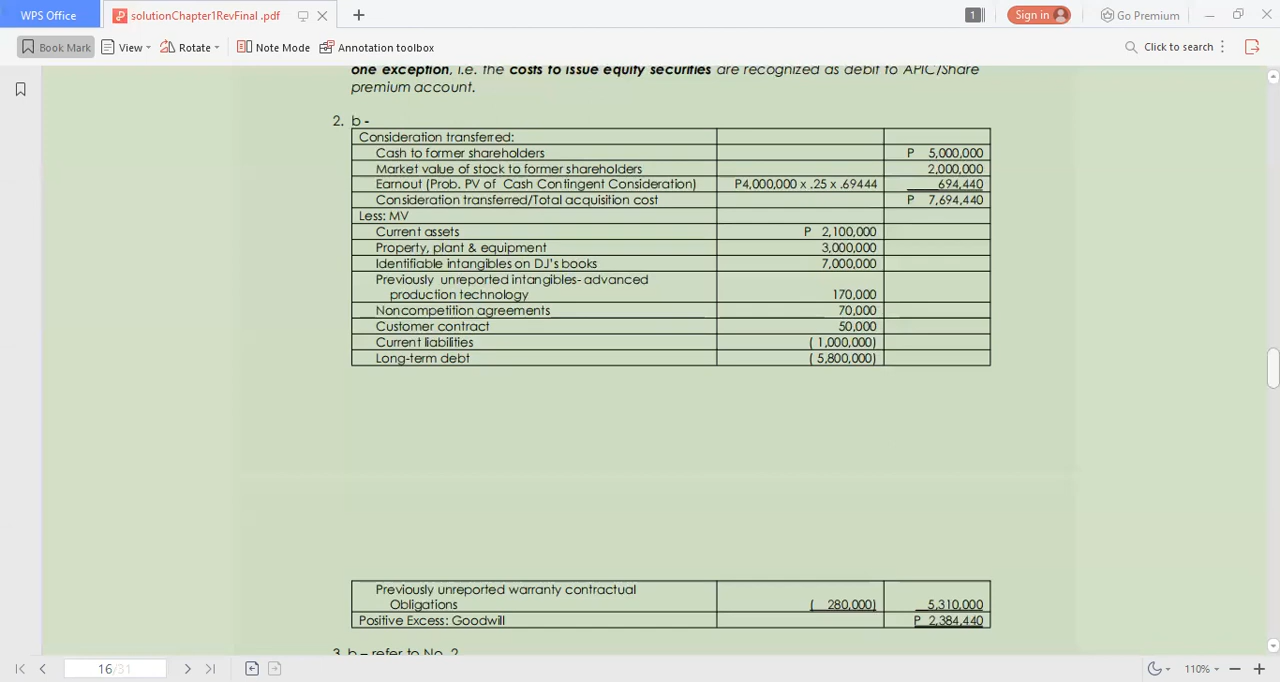 WPS Office
solutionChapter1RevFinal .pdf
1
Sign in
Go Premium
Book Mark
View
Rotate
Note Mode
Annotation toolbox
Click to search
one exception, i.e. the costs to issue equity securities are recognized as debit to APIC/Share
premium account.
2. b -
Consideration transferred:
Cash to former shareholders P 5,000,000
Market value of stock to former shareholders 2,000,000
Earnout (Prob. PV of Cash Contingent Consideration) P4,000,000 x .25 x .69444 694,440
Consideration transferred/Total acquisition cost P 7,694,440
Less: MV
Current assets P 2,100,000
Property, plant & equipment 3,000,000
Identifiable intangibles on DJ's books 7,000,000
Previously unreported intangibles- advanced
production technology 170,000
Noncompetition agreements 70,000
Customer contract 50,000
Current liabilities ( 1,000,000)
Long-term debt ( 5,800,000)
Previously unreported warranty contractual
Obligations ( 280,000) 5,310,000
Positive Excess: Goodwill P 2,384,440
3. b – refer to No. 2
16/31
110%